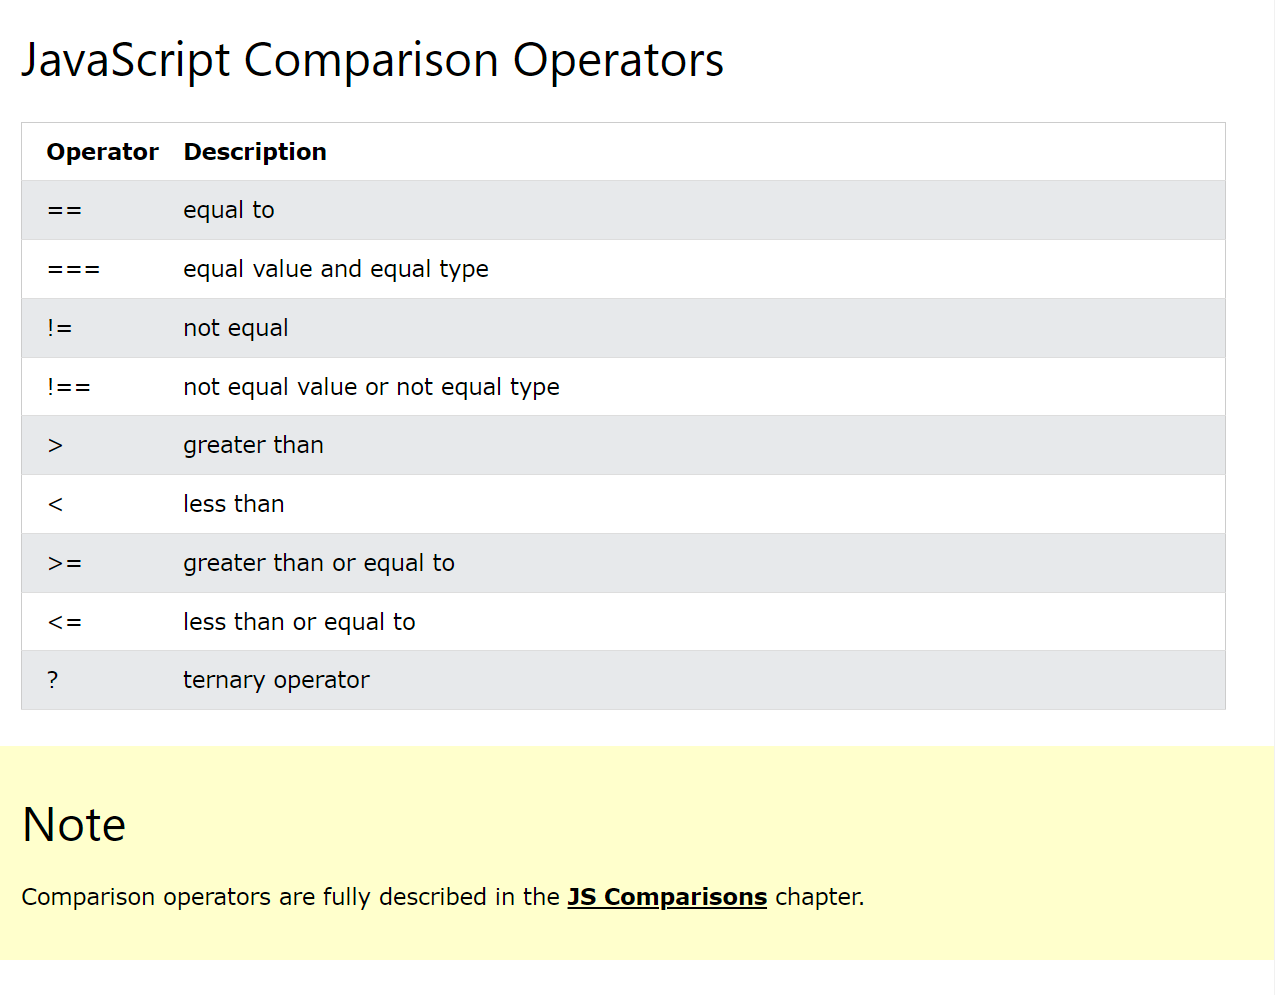 JavaScript Comparison Operators
Operator Description
== equal to
=== equal value and equal type
!= not equal
!== not equal value or not equal type
> greater than
< less than
>= greater than or equal to
<= less than or equal to
? ternary operator
Note
Comparison operators are fully described in the JS Comparisons chapter.